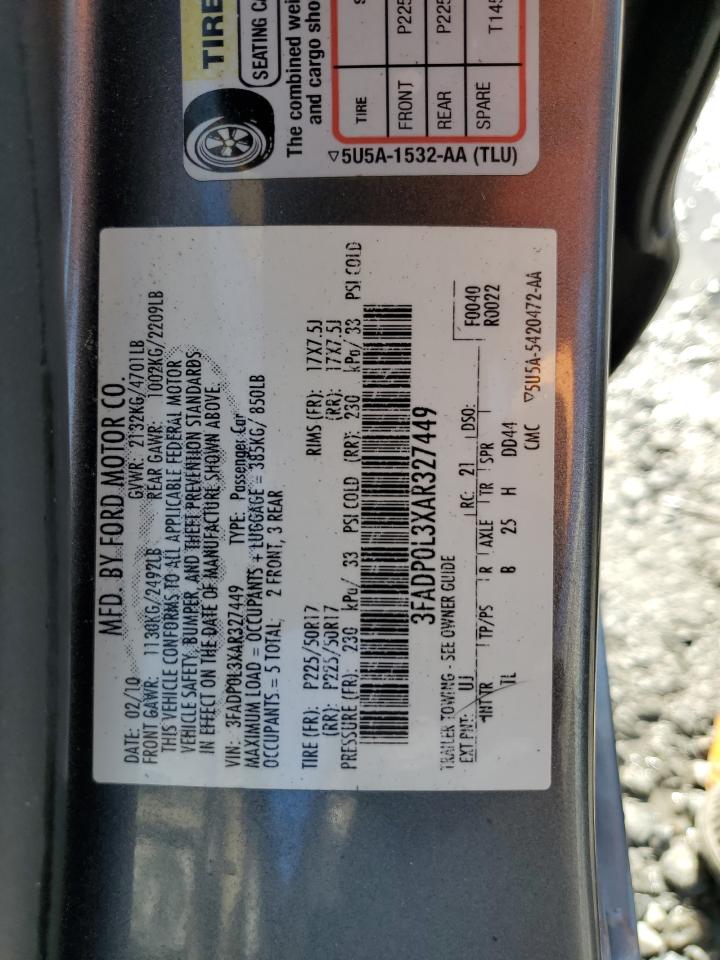 TIRE
SEATING CA
The combined wei
and cargo sho
TIRE S
FRONT P225
REAR P225
SPARE T145
▽5U5A-1532-AA (TLU)
MFD. BY FORD MOTOR CO.
DATE: 02/10 GVWR: 2132KG/4701LB
FRONT GAWR: 1130KG/2492LB REAR GAWR: 1002KG/2209LB
THIS VEHICLE CONFORMS TO ALL APPLICABLE FEDERAL MOTOR
VEHICLE SAFETY, BUMPER, AND THEFT PREVENTION STANDARDS
IN EFFECT ON THE DATE OF MANUFACTURE SHOWN ABOVE.
VIN: 3FADP0L3XAR327449 TYPE: Passenger Car
MAXIMUM LOAD = OCCUPANTS + LUGGAGE = 385KG/ 850LB
OCCUPANTS = 5 TOTAL; 2 FRONT, 3 REAR
TIRE (FR): P225/50R17 RIMS (FR): 17X7.5J
(RR): P225/50R17 (RR): 17X7.5J
PRESSURE (FR): 230 kPa/ 33 PSI COLD (RR): 230 kPa/ 33 PSI COLD
3FADP0L3XAR327449
TRAILER TOWING - SEE OWNER GUIDE
F0040
R0022
EXT PNT: UJ RC: 21 DSO:
INT TR TP/PS R AXLE TR SPR
TL B 25 H DD44
CMC ▽5U5A-5420472-AA